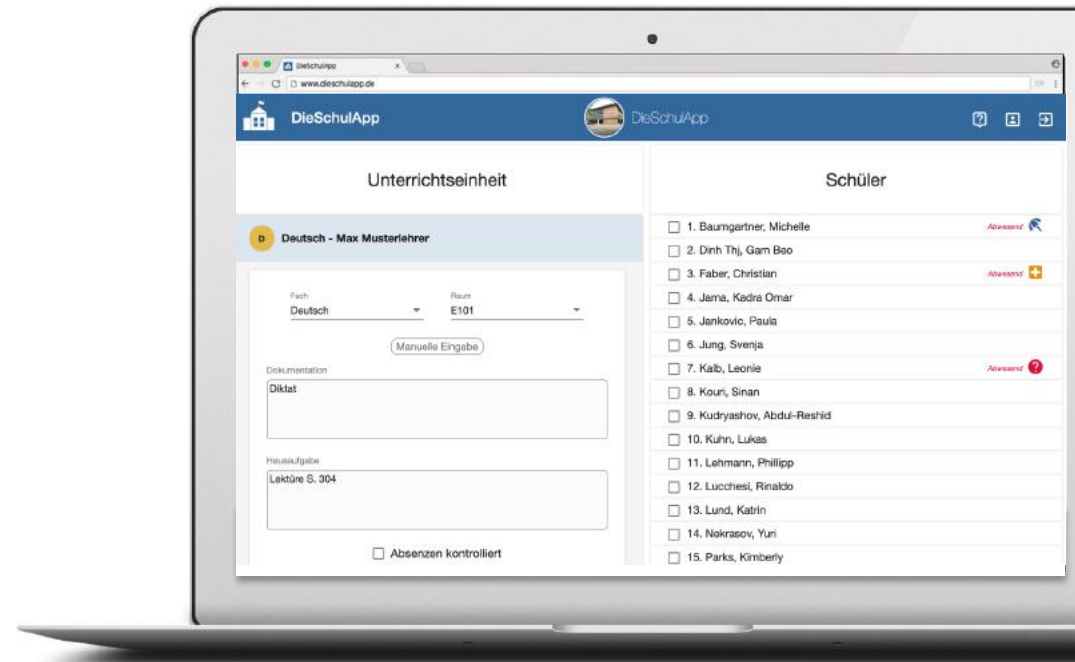 DieSchulApp
www.dieschulapp.de
DieSchulApp
DieSchulApp
Unterrichtseinheit
D
Deutsch - Max Musterlehrer
Fach
Deutsch
Raum
E101
Manuelle Eingabe
Dokumentation
Diktat
Hausaufgabe
Lektüre S. 304
Absenzen kontrolliert
Schüler
1. Baumgartner, Michelle Abwesend
2. Dinh Thj, Gam Beo
3. Faber, Christian Abwesend
4. Jama, Kadra Omar
5. Jankovic, Paula
6. Jung, Svenja
7. Kalb, Leonie Abwesend
8. Kouri, Sinan
9. Kudryashov, Abdul-Reshid
10. Kuhn, Lukas
11. Lehmann, Phillipp
12. Lucchesi, Rinaldo
13. Lund, Katrin
14. Nekrasov, Yuri
15. Parks, Kimberly